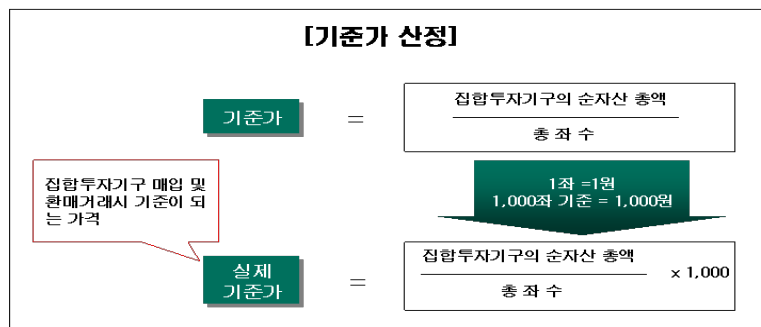 [기준가 산정]
기준가
=
집합투자기구의 순자산 총액
총 좌 수
집합투자기구 매입 및
환매거래시 기준이 되
는 가격
1좌 =1원
1,000좌 기준 = 1,000원
실제
기준가
=
집합투자기구의 순자산 총액
총 좌 수
x 1,000